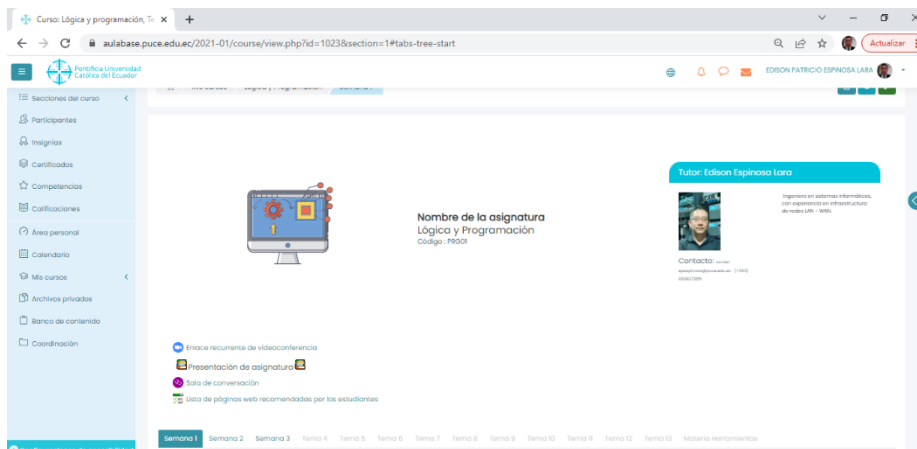 Curso: Lógica y programación, Te
aulabase.puce.edu.ec/2021-01/course/view.php?id=1023&section=1#tabs-tree-start
Actualizar
Pontificia Universidad
Católica del Ecuador
EDISON PATRICIO ESPINOSA LARA
Secciones del curso
Participantes
Insignias
Certificados
Competencias
Calificaciones
Área personal
Calendario
Mis cursos
Archivos privados
Banco de contenido
Coordinación
Nombre de la asignatura
Lógica y Programación
Código : PR001
Tutor: Edison Espinosa Lara
Ingeniero en sistemas informáticos,
con experiencia en infraestructura
de redes LAN - WAN.
Contacto:
Enlace recurrente de videoconferencia
Presentación de asignatura
Sala de conversación
Lista de páginas web recomendadas por los estudiantes
Semana 1 Semana 2 Semana 3 Tema 4 Tema 5 Tema 6 Tema 7 Tema 8 Tema 9 Tema 10 Tema 11 Tema 12 Tema 13 Materia Herramientas